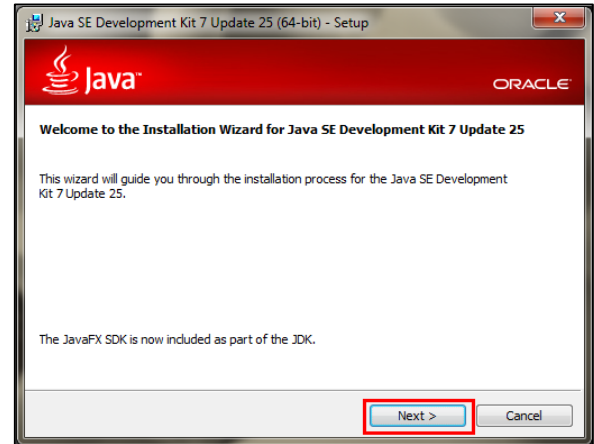 Java SE Development Kit 7 Update 25 (64-bit) - Setup
Java™
ORACLE®
Welcome to the Installation Wizard for Java SE Development Kit 7 Update 25
This wizard will guide you through the installation process for the Java SE Development
Kit 7 Update 25.
The JavaFX SDK is now included as part of the JDK.
Next >
Cancel